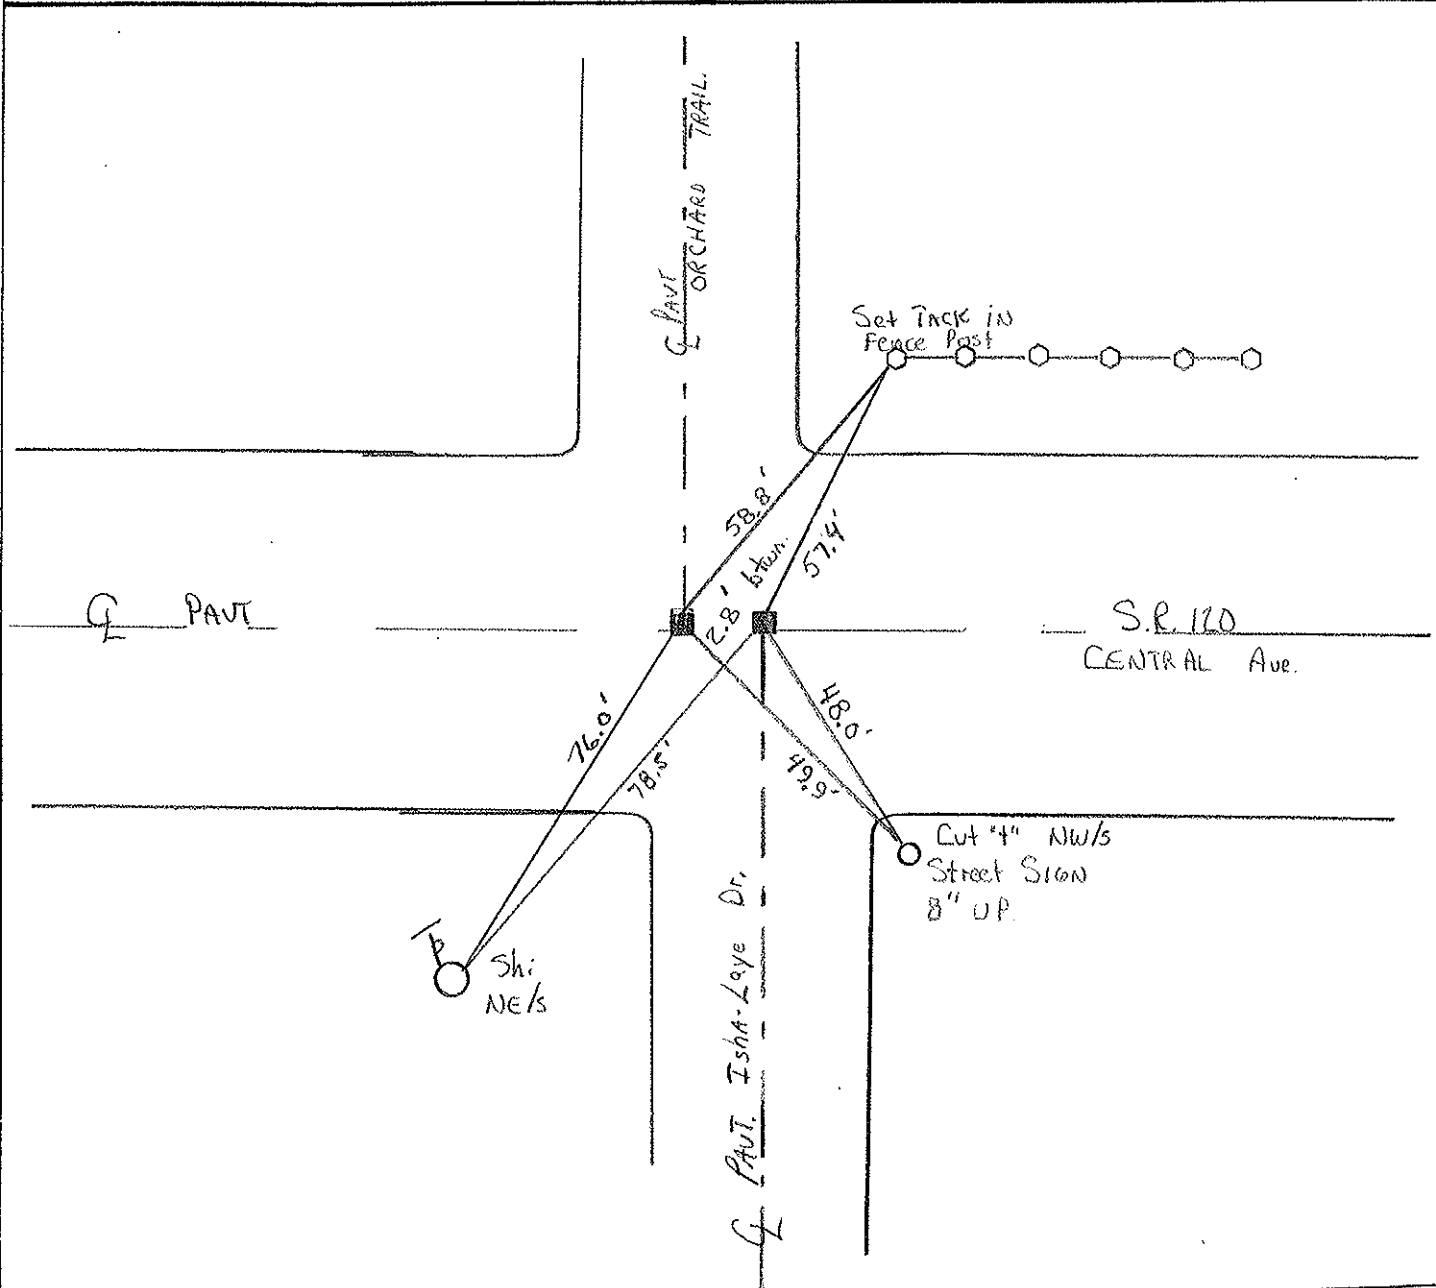 ℄ PAVT
ORCHARD TRAIL.
Set TACK iN
Fence Post
58.8'
57.4'
2.8' btwn.
℄ PAVT
S.R. 120
CENTRAL Ave.
76.0'
78.5'
48.0'
49.9'
Cut "+" NW/s
Street SIGN
8" UP.
Shi
NE/s
℄ PAVT. IshA-Laye Dr.